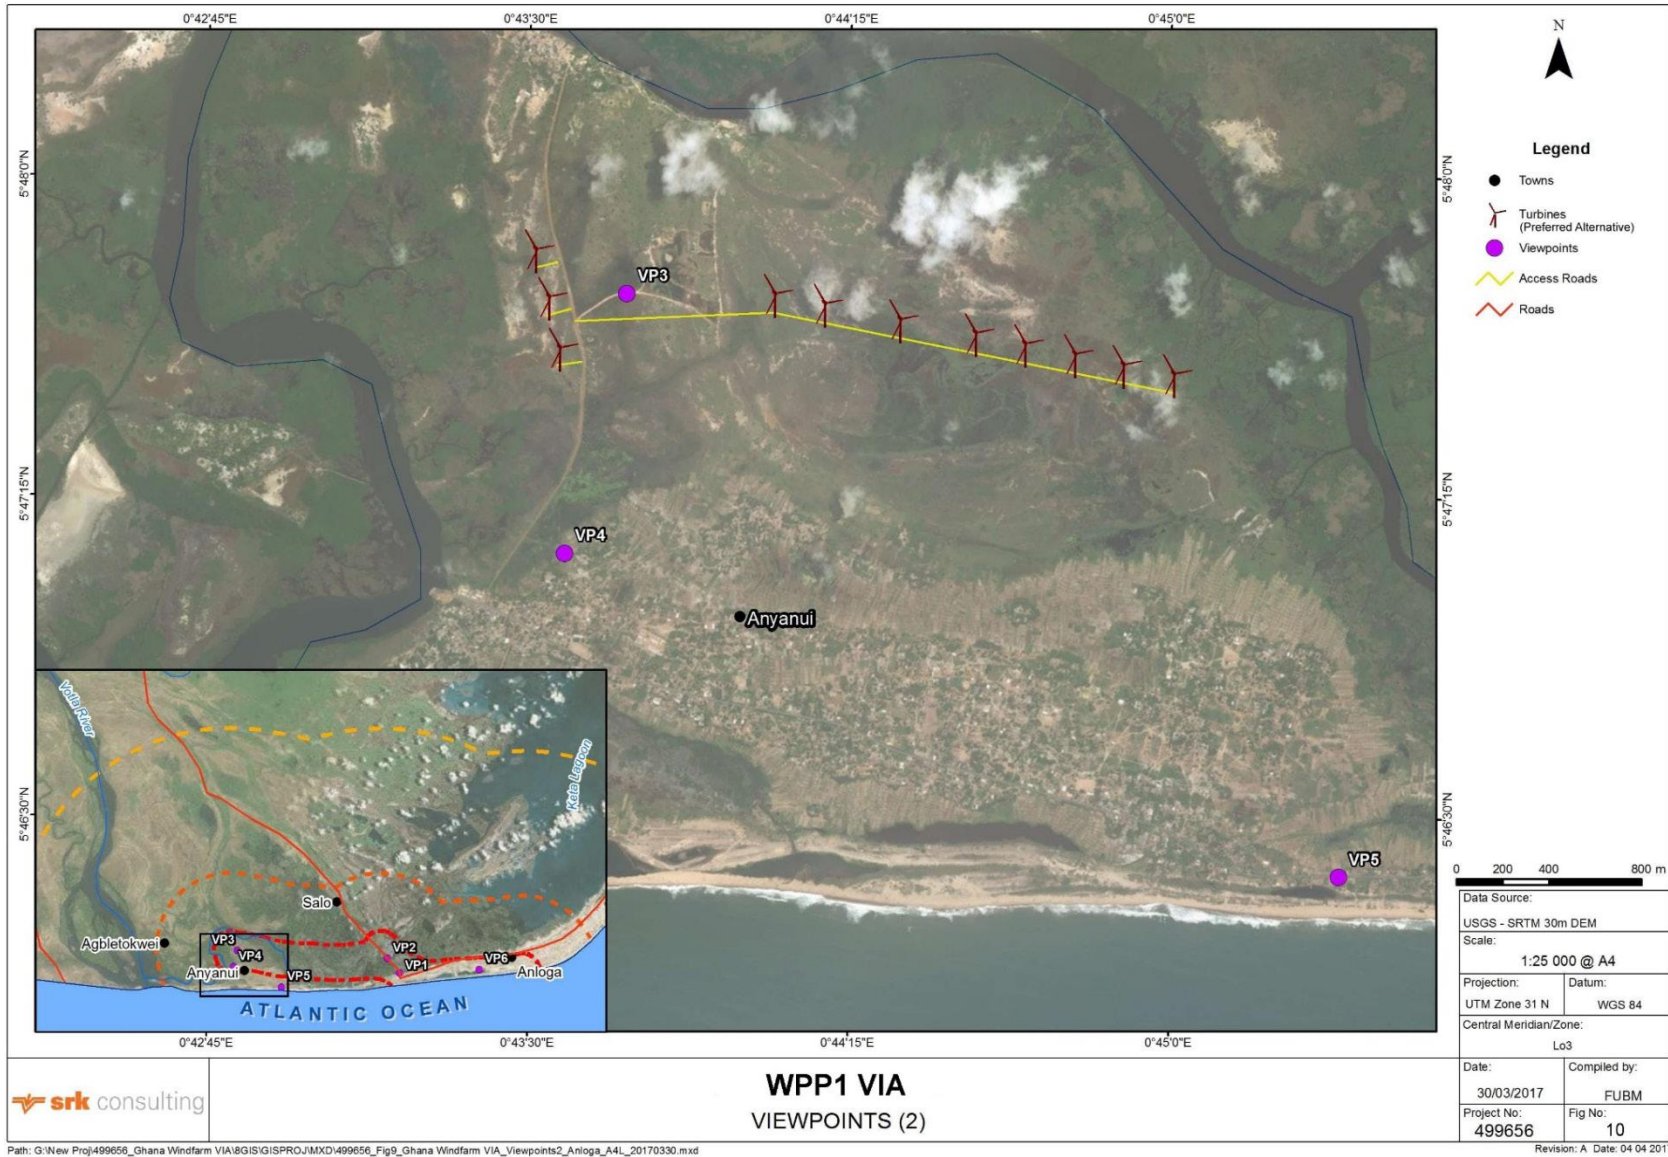 0°42'45"E
0°43'30"E
0°44'15"E
0°45'0"E
N
Legend
Towns
Turbines
(Preferred Alternative)
Viewpoints
Access Roads
Roads
5°48'0"N
5°48'0"N
VP3
5°47'15"N
5°47'15"N
VP4
Anyanui
5°46'30"N
5°46'30"N
VP5
Volta River
Keta Lagoon
Salo
Agbletokwei
VP3
VP4
VP2
VP1
VP6
Anyanui
VP5
Anloga
ATLANTIC OCEAN
0 200 400 800 m
Data Source:
USGS - SRTM 30m DEM
Scale:
1:25 000 @ A4
Projection:
UTM Zone 31 N
Datum:
WGS 84
Central Meridian/Zone:
Lo3
0°42'45"E
0°43'30"E
0°44'15"E
0°45'0"E
srk consulting
WPP1 VIA
VIEWPOINTS (2)
Date:
30/03/2017
Compiled by:
FUBM
Project No:
499656
Fig No:
10
Path: G:\New Proj\499656_Ghana Windfarm VIA\8GIS\GISPROJ\MXD\499656_Fig9_Ghana Windfarm VIA_Viewpoints2_Anloga_A4L_20170330.mxd
Revision: A Date: 04 04 201